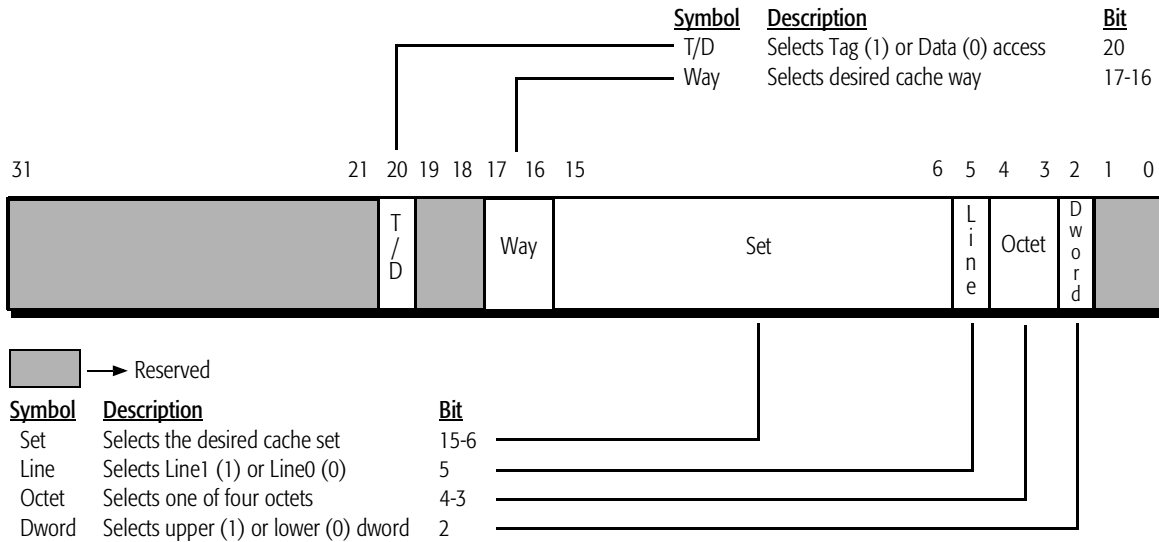 Symbol Description Bit
T/D Selects Tag (1) or Data (0) access 20
Way Selects desired cache way 17-16
31 21 20 19 18 17 16 15 6 5 4 3 2 1 0
T/D Way Set Line Octet Dword
Reserved
Symbol Description Bit
Set Selects the desired cache set 15-6
Line Selects Line1 (1) or Line0 (0) 5
Octet Selects one of four octets 4-3
Dword Selects upper (1) or lower (0) dword 2